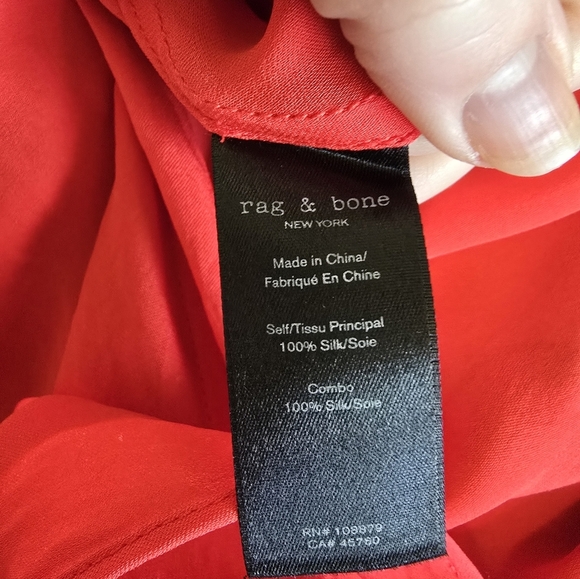 rag & bone
NEW YORK
Made in China/
Fabriqué En Chine
Self/Tissu Principal
100% Silk/Soie
Combo
100% Silk/Soie
RN# 108879
CA# 45760